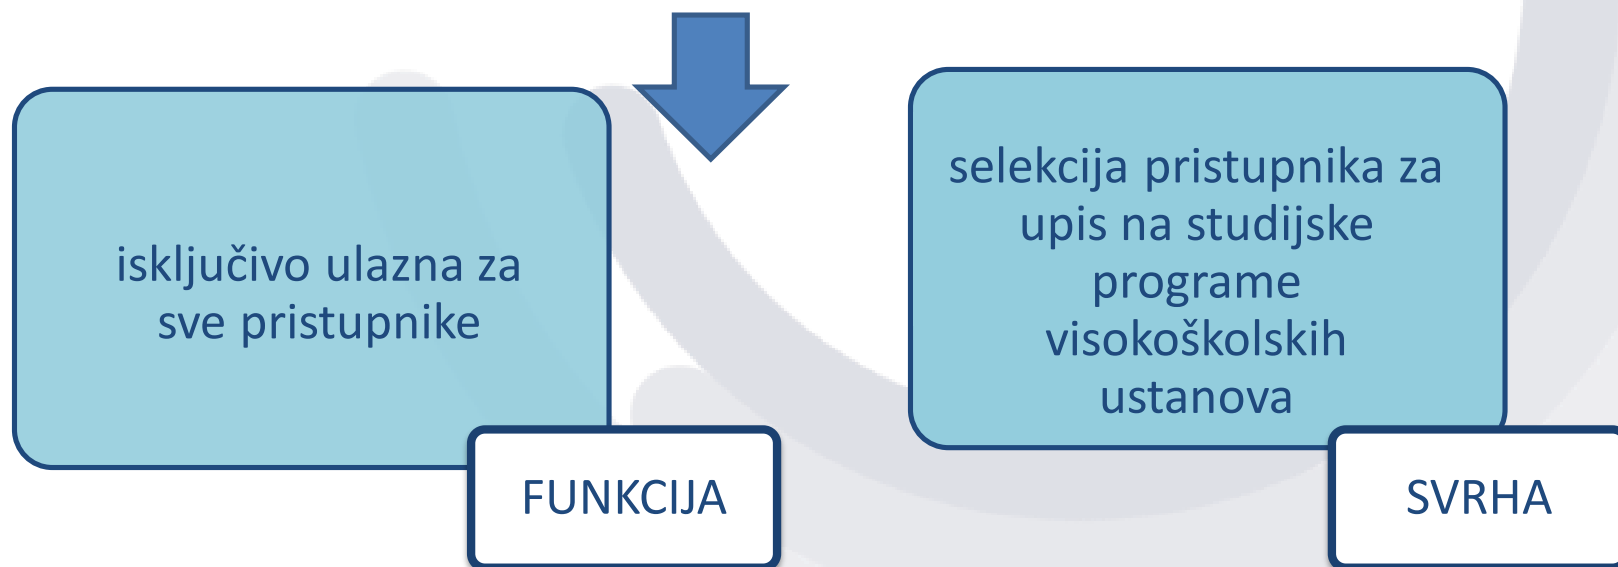 isključivo ulazna za
sve pristupnike
FUNKCIJA
selekcija pristupnika za
upis na studijske
programe
visokoškolskih
ustanova
SVRHA